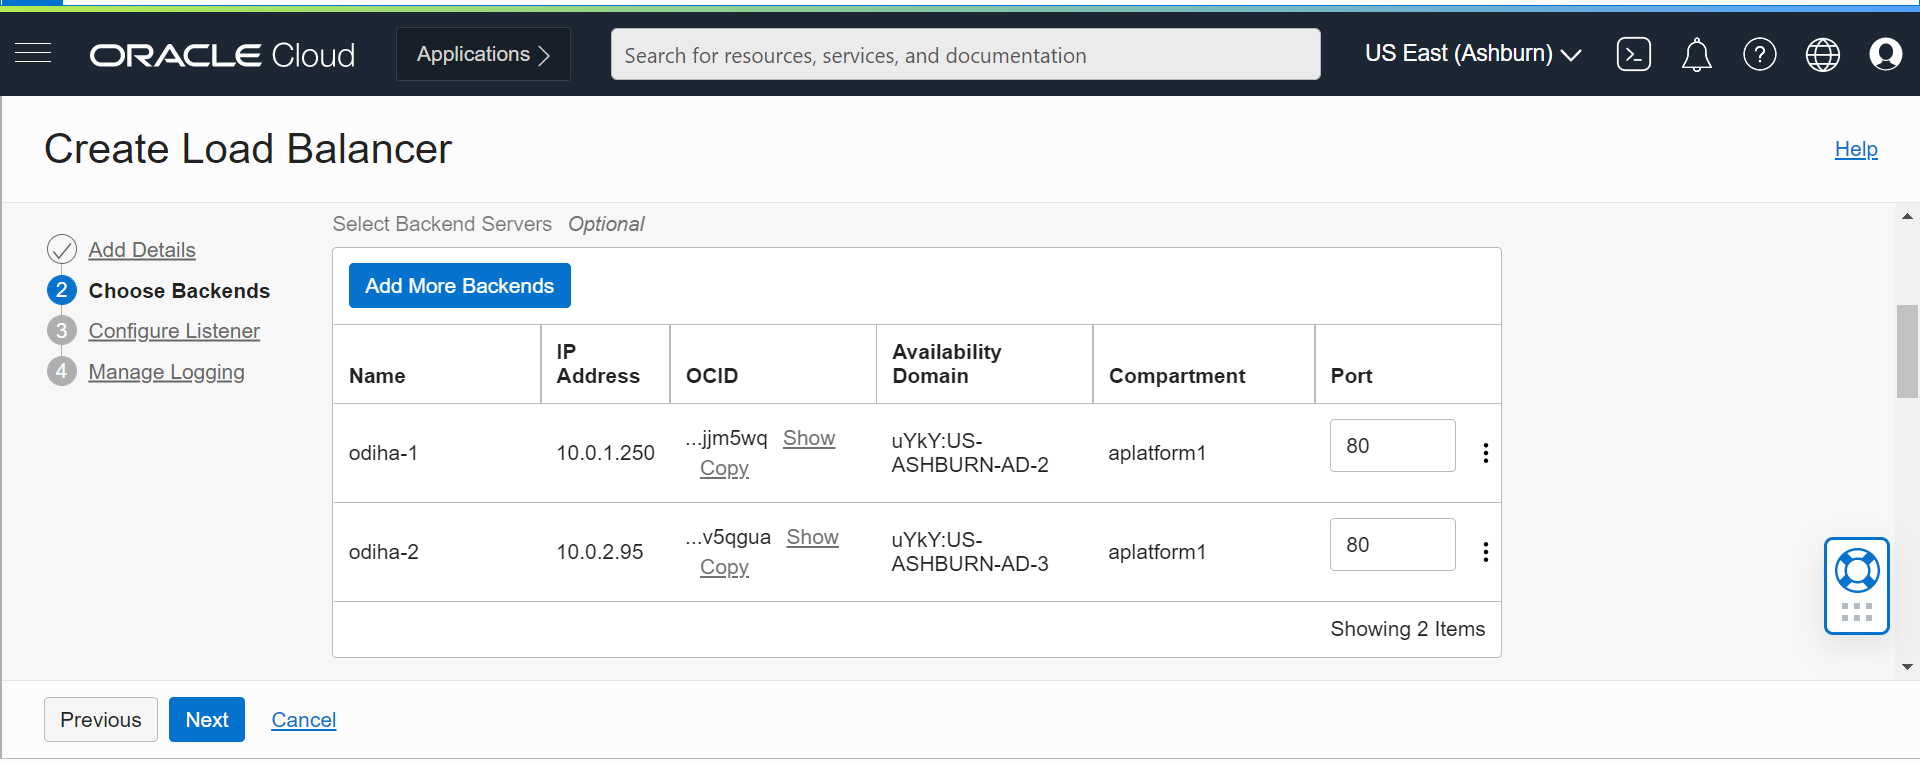 ORACLE Cloud
Applications
Search for resources, services, and documentation
US East (Ashburn)
Create Load Balancer
Help
Add Details
2 Choose Backends
3 Configure Listener
4 Manage Logging
Select Backend Servers Optional
Add More Backends
Name
IP
Address
OCID
Availability
Domain
Compartment
Port
odiha-1
10.0.1.250
...jjm5wq Show
Copy
uYkY:US-
ASHBURN-AD-2
aplatform1
80
odiha-2
10.0.2.95
...v5qgua Show
Copy
uYkY:US-
ASHBURN-AD-3
aplatform1
80
Showing 2 Items
Previous
Next
Cancel